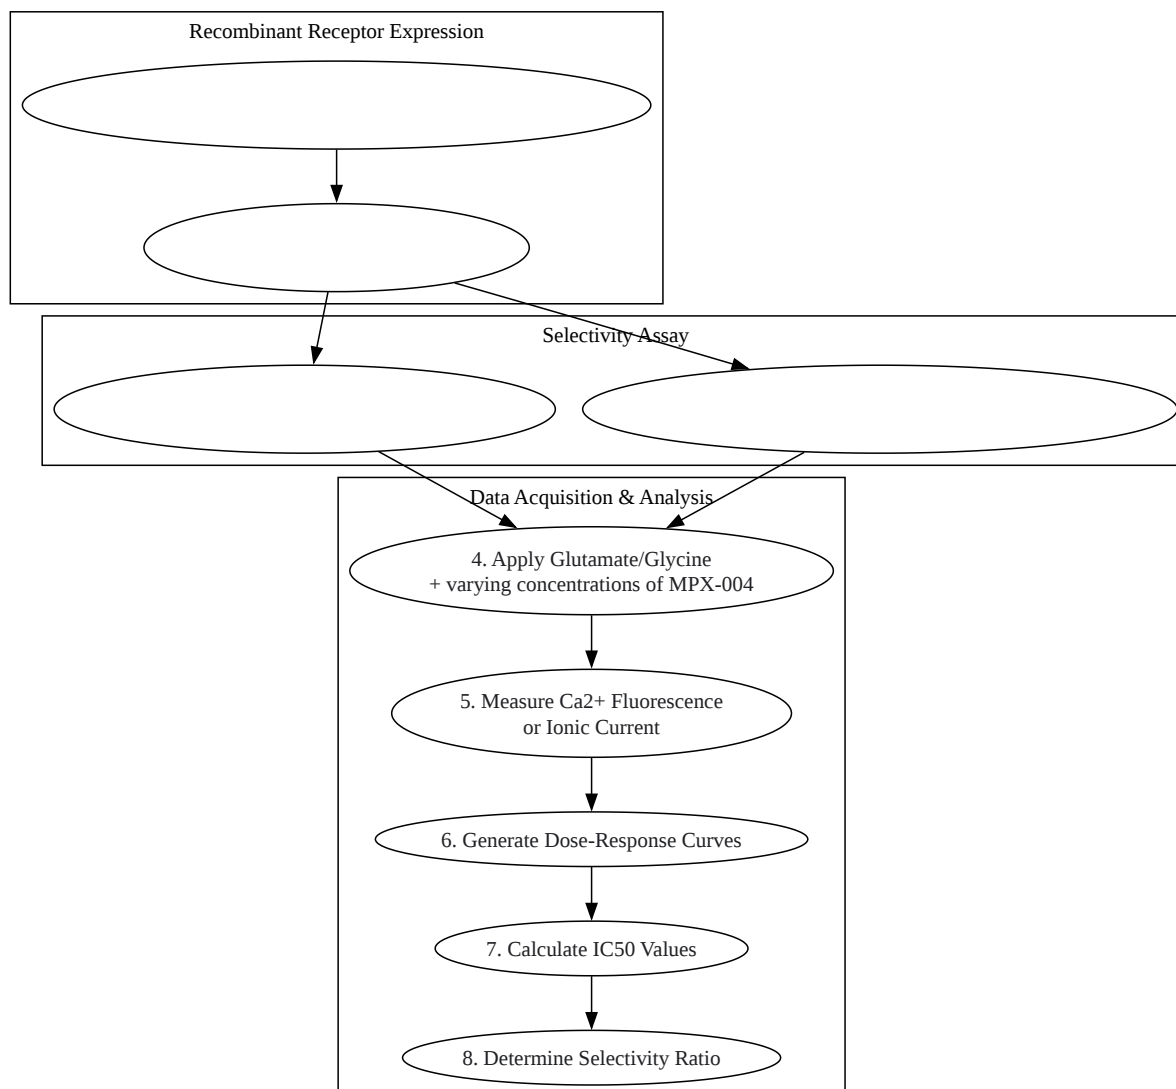 Recombinant Receptor Expression
Selectivity Assay
Data Acquisition & Analysis
4. Apply Glutamate/Glycine
+ varying concentrations of MPX-004
5. Measure Ca2+ Fluorescence
or Ionic Current
6. Generate Dose-Response Curves
7. Calculate IC50 Values
8. Determine Selectivity Ratio